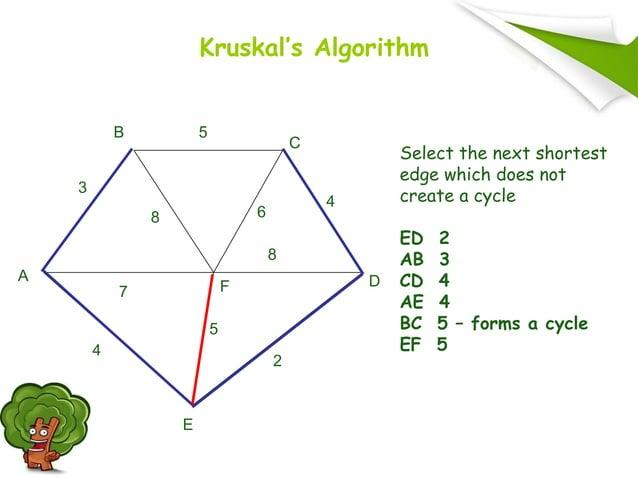 Kruskal's Algorithm
B
5
C
3
8
6
4
8
A
7
F
D
5
4
2
E
Select the next shortest
edge which does not
create a cycle
ED 2
AB 3
CD 4
AE 4
BC 5 – forms a cycle
EF 5